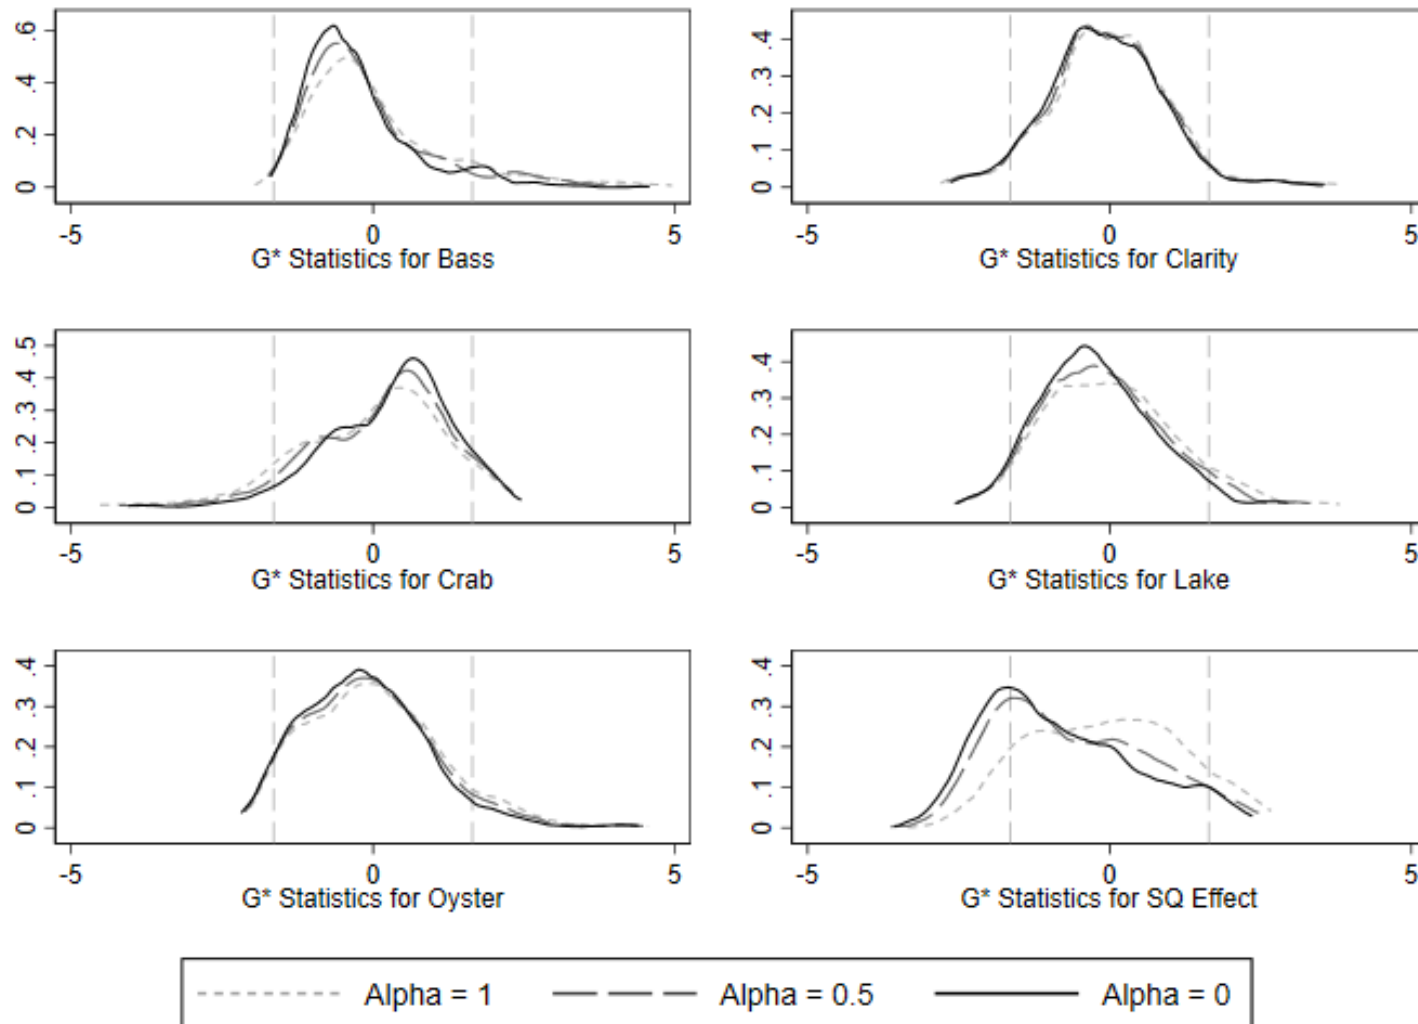 .6
.4
.2
0
-5 0 5
G* Statistics for Bass
.4
.3
.2
.1
0
-5 0 5
G* Statistics for Clarity
.5
.4
.3
.2
.1
0
-5 0 5
G* Statistics for Crab
.4
.3
.2
.1
0
-5 0 5
G* Statistics for Lake
.4
.3
.2
.1
0
-5 0 5
G* Statistics for Oyster
.4
.3
.2
.1
0
-5 0 5
G* Statistics for SQ Effect
Alpha = 1 Alpha = 0.5 Alpha = 0